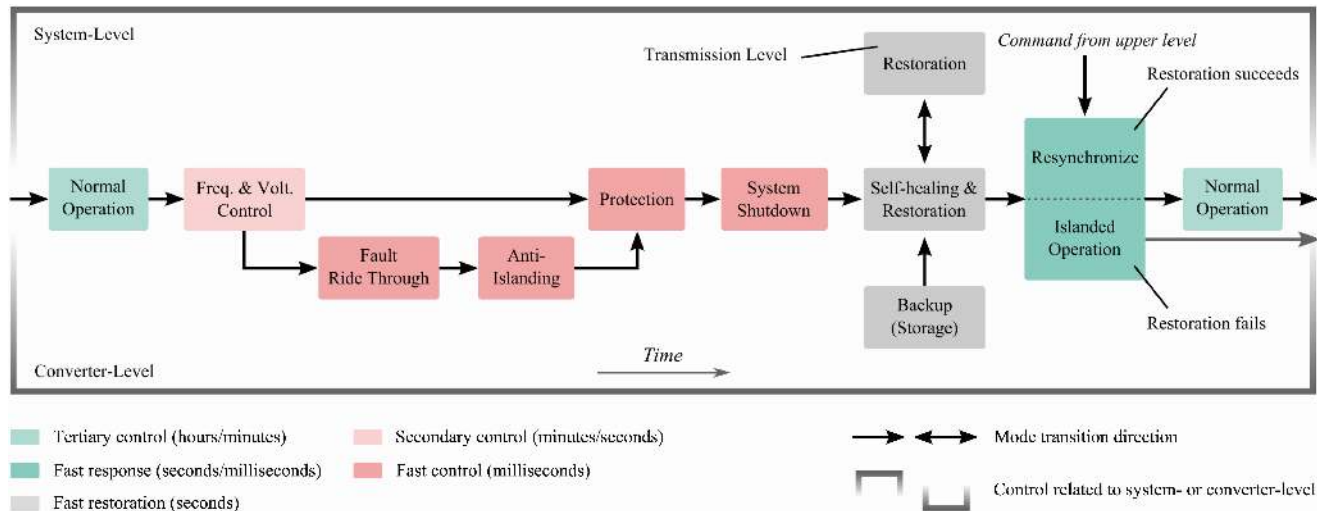 System-Level
Transmission Level
Restoration
Command from upper level
Restoration succeeds
Normal
Operation
Freq. & Volt.
Control
Fault
Ride Through
Anti-
Islanding
Protection
System
Shutdown
Self-healing &
Restoration
Backup
(Storage)
Resynchronize
Islanded
Operation
Normal
Operation
Restoration fails
Time
Converter-Level
Tertiary control (hours/minutes)
Secondary control (minutes/seconds)
Mode transition direction
Fast response (seconds/milliseconds)
Fast control (milliseconds)
Fast restoration (seconds)
Control related to system- or converter-level